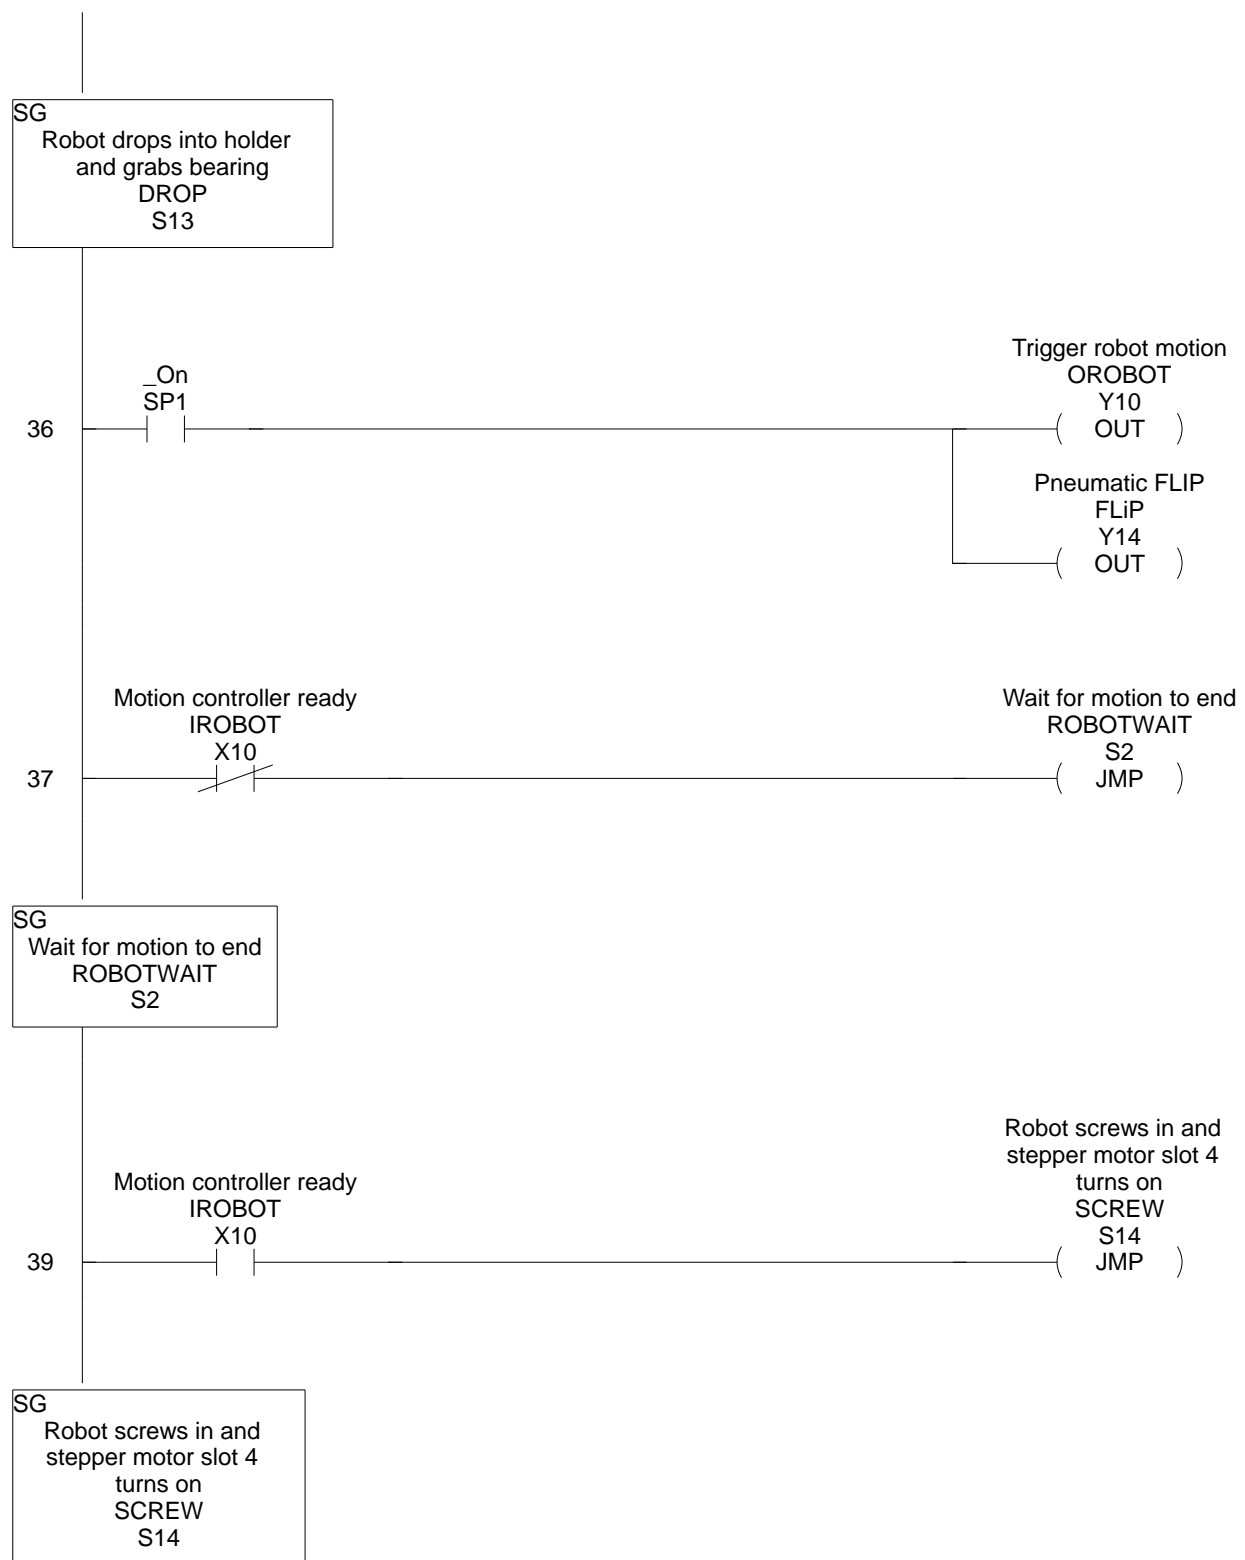 SG
Robot drops into holder
and grabs bearing
DROP
S13
Trigger robot motion
OROBOT
Y10
_On
SP1
36
( OUT )
Pneumatic FLIP
FLiP
Y14
( OUT )
Motion controller ready
IROBOT
X10
Wait for motion to end
ROBOTWAIT
S2
37
( JMP )
SG
Wait for motion to end
ROBOTWAIT
S2
Robot screws in and
stepper motor slot 4
turns on
SCREW
S14
Motion controller ready
IROBOT
X10
39
( JMP )
SG
Robot screws in and
stepper motor slot 4
turns on
SCREW
S14